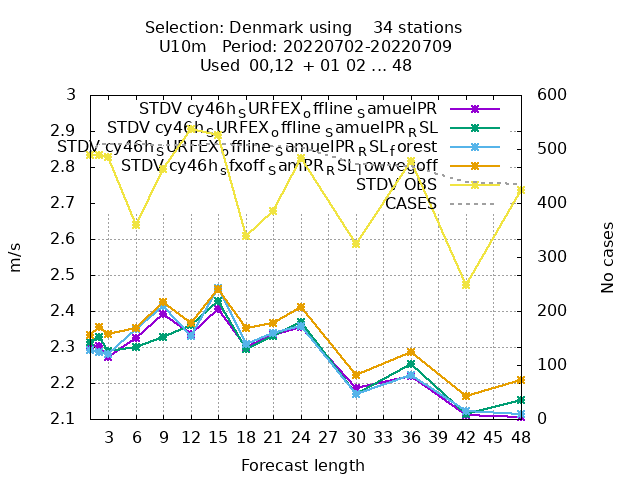 Selection: Denmark using 34 stations
U10m Period: 20220702-20220709
Used 00,12 + 01 02 ... 48
STDV cy46h_SURFEX_offline_SamuelPR
STDV cy46h_SURFEX_offline_SamuelPR_RSL
STDV cy46h_SURFEX_offline_SamuelPR_RSL_forest
STDV cy46h_sfxoff_SamPR_RSL_lowvegoff
STDV OBS
CASES
3
2.9
2.8
2.7
2.6
2.5
2.4
2.3
2.2
2.1
600
500
400
300
200
100
0
m/s
No cases
3 6 9 12 15 18 21 24 27 30 33 36 39 42 45 48
Forecast length